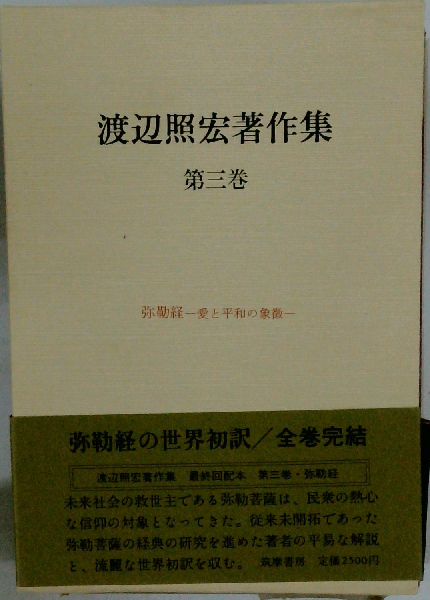 渡辺照宏著作集
第三巻
弥勒経―愛と平和の象徴―
弥勒経の世界初訳／全巻完結
渡辺照宏著作集 最終回配本 第三巻・弥勒経
未来社会の救世主である弥勒菩薩は、民衆の熱心
な信仰の対象となってきた。従来未開拓であった
弥勒菩薩の経典の研究を進めた著者の平易な解説
と、流麗な世界初訳を収む。 筑摩書房 定価2500円